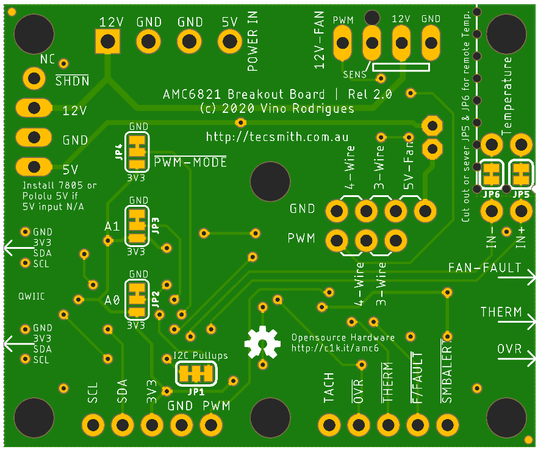 12V GND GND 5V
POWER IN
12V-FAN
PWM 12V GND
SENS
NC
SHDN
12V
GND
5V
Install 7805 or
Pololu 5V if
5V input N/A
AMC6821 Breakout Board | Rel 2.0
(c) 2020 Vino Rodrigues
http://tecsmith.com.au
Cut out or sever JP5 & JP6 for remote Temp.
Temperature
JP6 JP5
IN- IN+
GND
JP4
PWM-MODE
3V3
GND
A1
JP3
3V3
GND
A0
JP2
3V3
4-Wire
3-Wire
5V-Fan
GND
PWM
4-Wire
3-Wire
GND
3V3
SDA
SCL
QWIIC
GND
3V3
SDA
SCL
FAN-FAULT
THERM
OVR
Opensource Hardware
http://c1k.it/amc6
I2C Pullups
JP1
SCL
SDA
3V3
GND
PWM
TACH
OVR
THERM
F/FAULT
SMBALERT